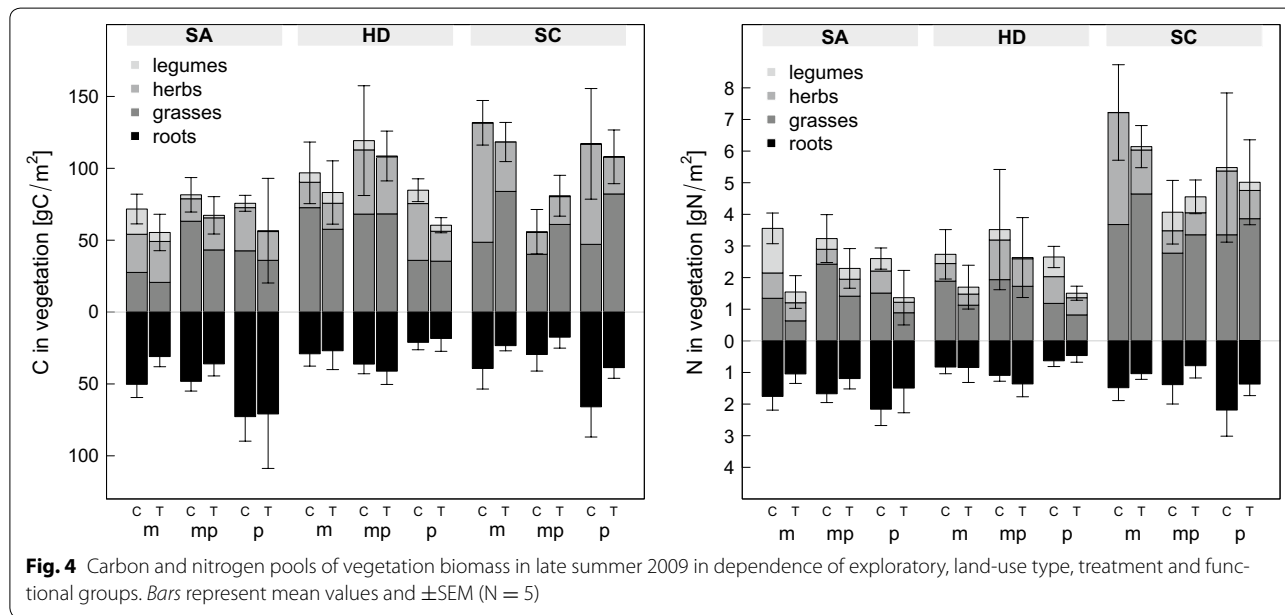 SA HD SC
legumes
herbs
grasses
roots
C in vegetation [gC/m²]
150
100
50
0
50
100
C T C T C T C T C T C T C T C T C T
m mp p m mp p m mp p
SA HD SC
legumes
herbs
grasses
roots
N in vegetation [gN/m²]
8
7
6
5
4
3
2
1
0
1
2
3
4
C T C T C T C T C T C T C T C T C T
m mp p m mp p m mp p
Fig. 4 Carbon and nitrogen pools of vegetation biomass in late summer 2009 in dependence of exploratory, land-use type, treatment and func-
tional groups. Bars represent mean values and ±SEM (N = 5)